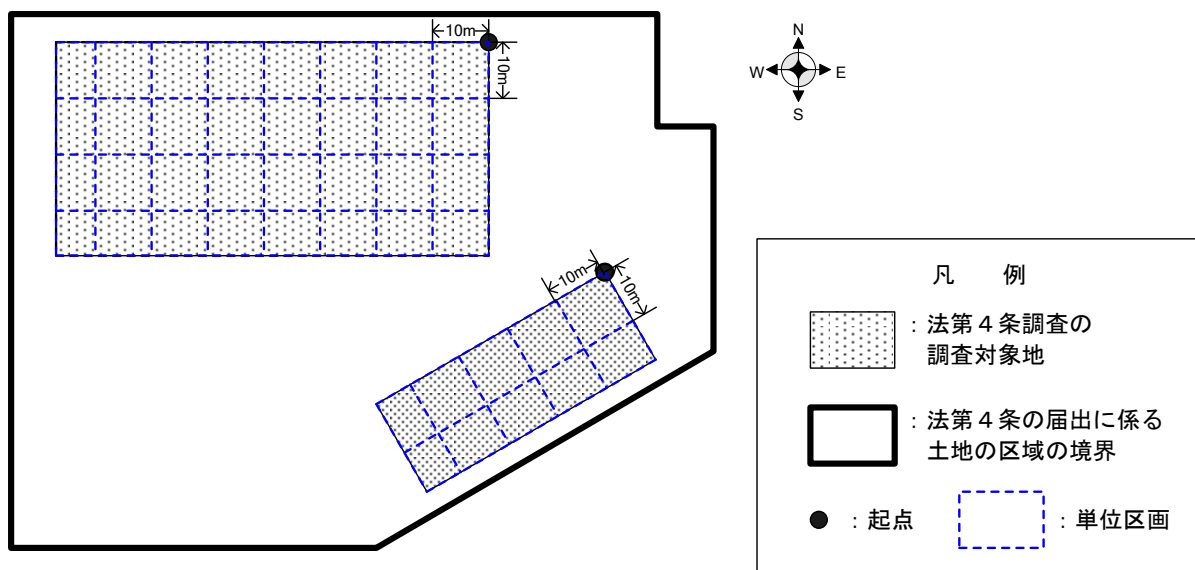 10m
10m
N
W
E
S
10m
10m
凡 例
：法第４条調査の
調査対象地
：法第４条の届出に係る
土地の区域の境界
：起点
：単位区画